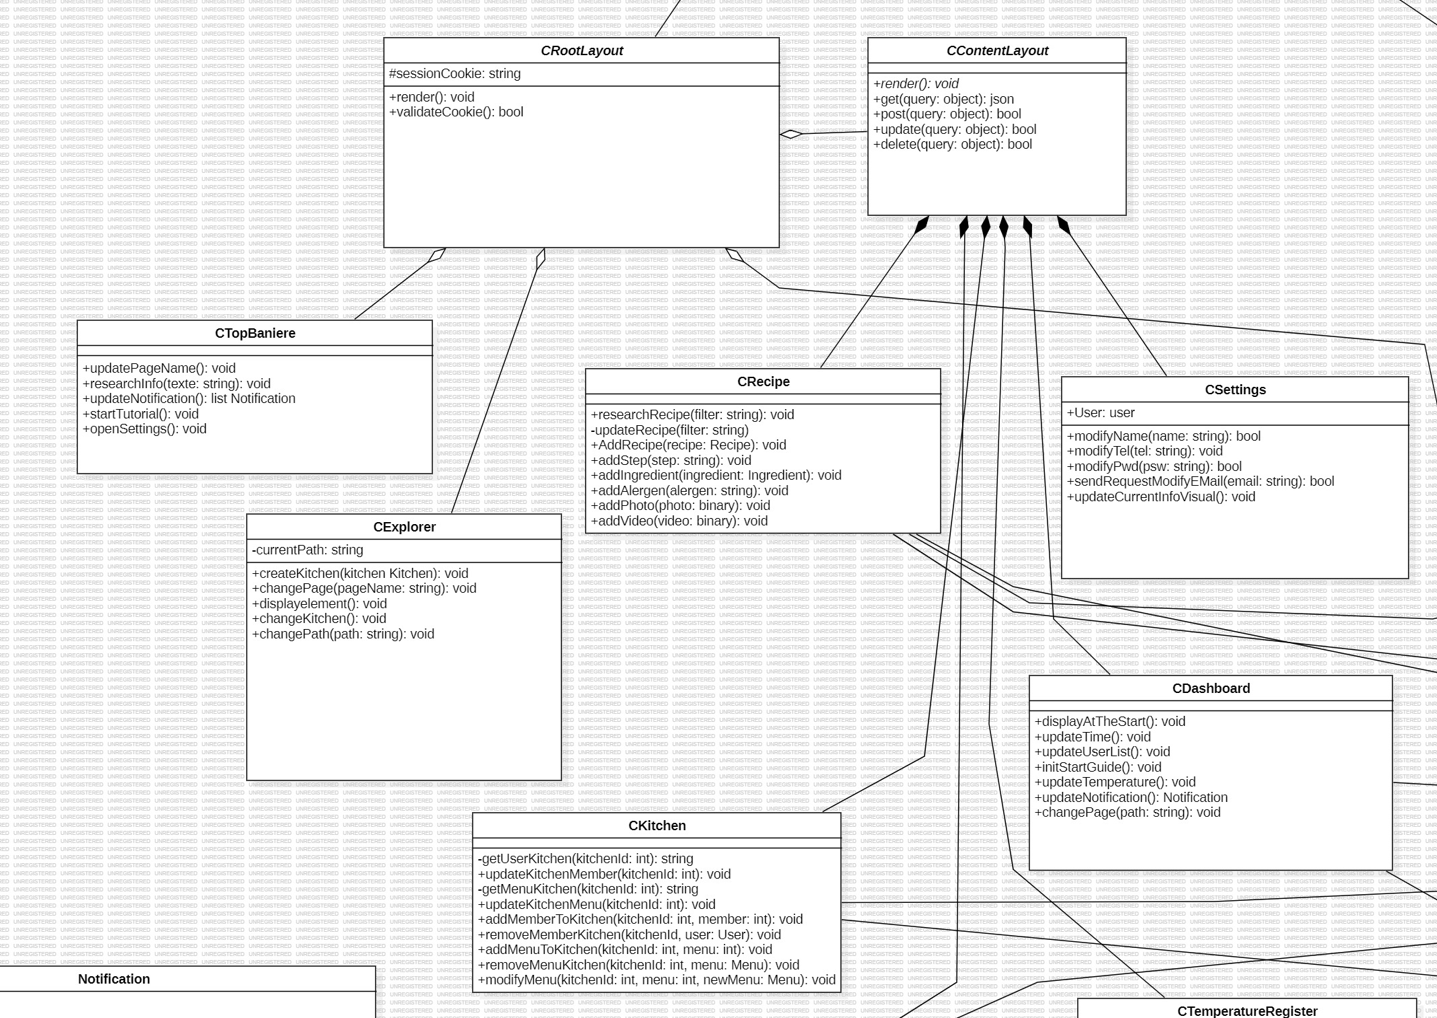 CRootLayout
#sessionCookie: string
+render(): void
+validateCookie(): bool
CContentLayout
+render(): void
+get(query: object): json
+post(query: object): bool
+update(query: object): bool
+delete(query: object): bool
CTopBaniere
+updatePageName(): void
+researchInfo(texte: string): void
+updateNotification(): list Notification
+startTutorial(): void
+openSettings(): void
CRecipe
+researchRecipe(filter: string): void
-updateRecipe(filter: string)
+AddRecipe(recipe: Recipe): void
+addStep(step: string): void
+addIngredient(ingredient: Ingredient): void
+addAlergen(alergen: string): void
+addPhoto(photo: binary): void
+addVideo(video: binary): void
CSettings
+User: user
+modifyName(name: string): bool
+modifyTel(tel: string): void
+modifyPwd(psw: string): bool
+sendRequestModifyEMail(email: string): bool
+updateCurrentInfoVisual(): void
CExplorer
-currentPath: string
+createKitchen(kitchen Kitchen): void
+changePage(pageName: string): void
+displayelement(): void
+changeKitchen(): void
+changePath(path: string): void
CDashboard
+displayAtTheStart(): void
+updateTime(): void
+updateUserList(): void
+initStartGuide(): void
+updateTemperature(): void
+updateNotification(): Notification
+changePage(path: string): void
CKitchen
-getUserKitchen(kitchenId: int): string
+updateKitchenMember(kitchenId: int): void
-getMenuKitchen(kitchenId: int): string
+updateKitchenMenu(kitchenId: int): void
+addMemberToKitchen(kitchenId: int, member: int): void
+removeMemberKitchen(kitchenId, user: User): void
+addMenuToKitchen(kitchenId: int, menu: int): void
+removeMenuKitchen(kitchenId: int, menu: Menu): void
+modifyMenu(kitchenId: int, menu: int, newMenu: Menu): void
Notification
CTemperatureRegister